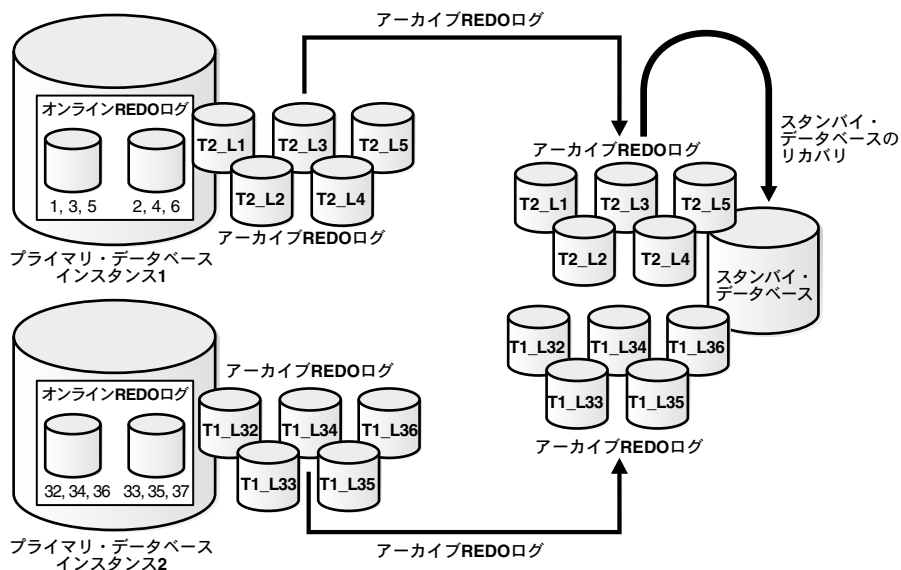 アーカイブREDOログ
オンラインREDOログ
1, 3, 5
2, 4, 6
T2_L1
T2_L3
T2_L5
T2_L2
T2_L4
アーカイブREDOログ
プライマリ・データベース
インスタンス1
アーカイブREDOログ
T2_L1
T2_L3
T2_L5
T2_L2
T2_L4
スタンバイ・
データベースの
リカバリ
スタンバイ・
データベース
オンラインREDOログ
32, 34, 36
33, 35, 37
アーカイブREDOログ
T1_L32
T1_L34
T1_L36
T1_L33
T1_L35
プライマリ・データベース
インスタンス2
T1_L32
T1_L34
T1_L36
T1_L33
T1_L35
アーカイブREDOログ
アーカイブREDOログ